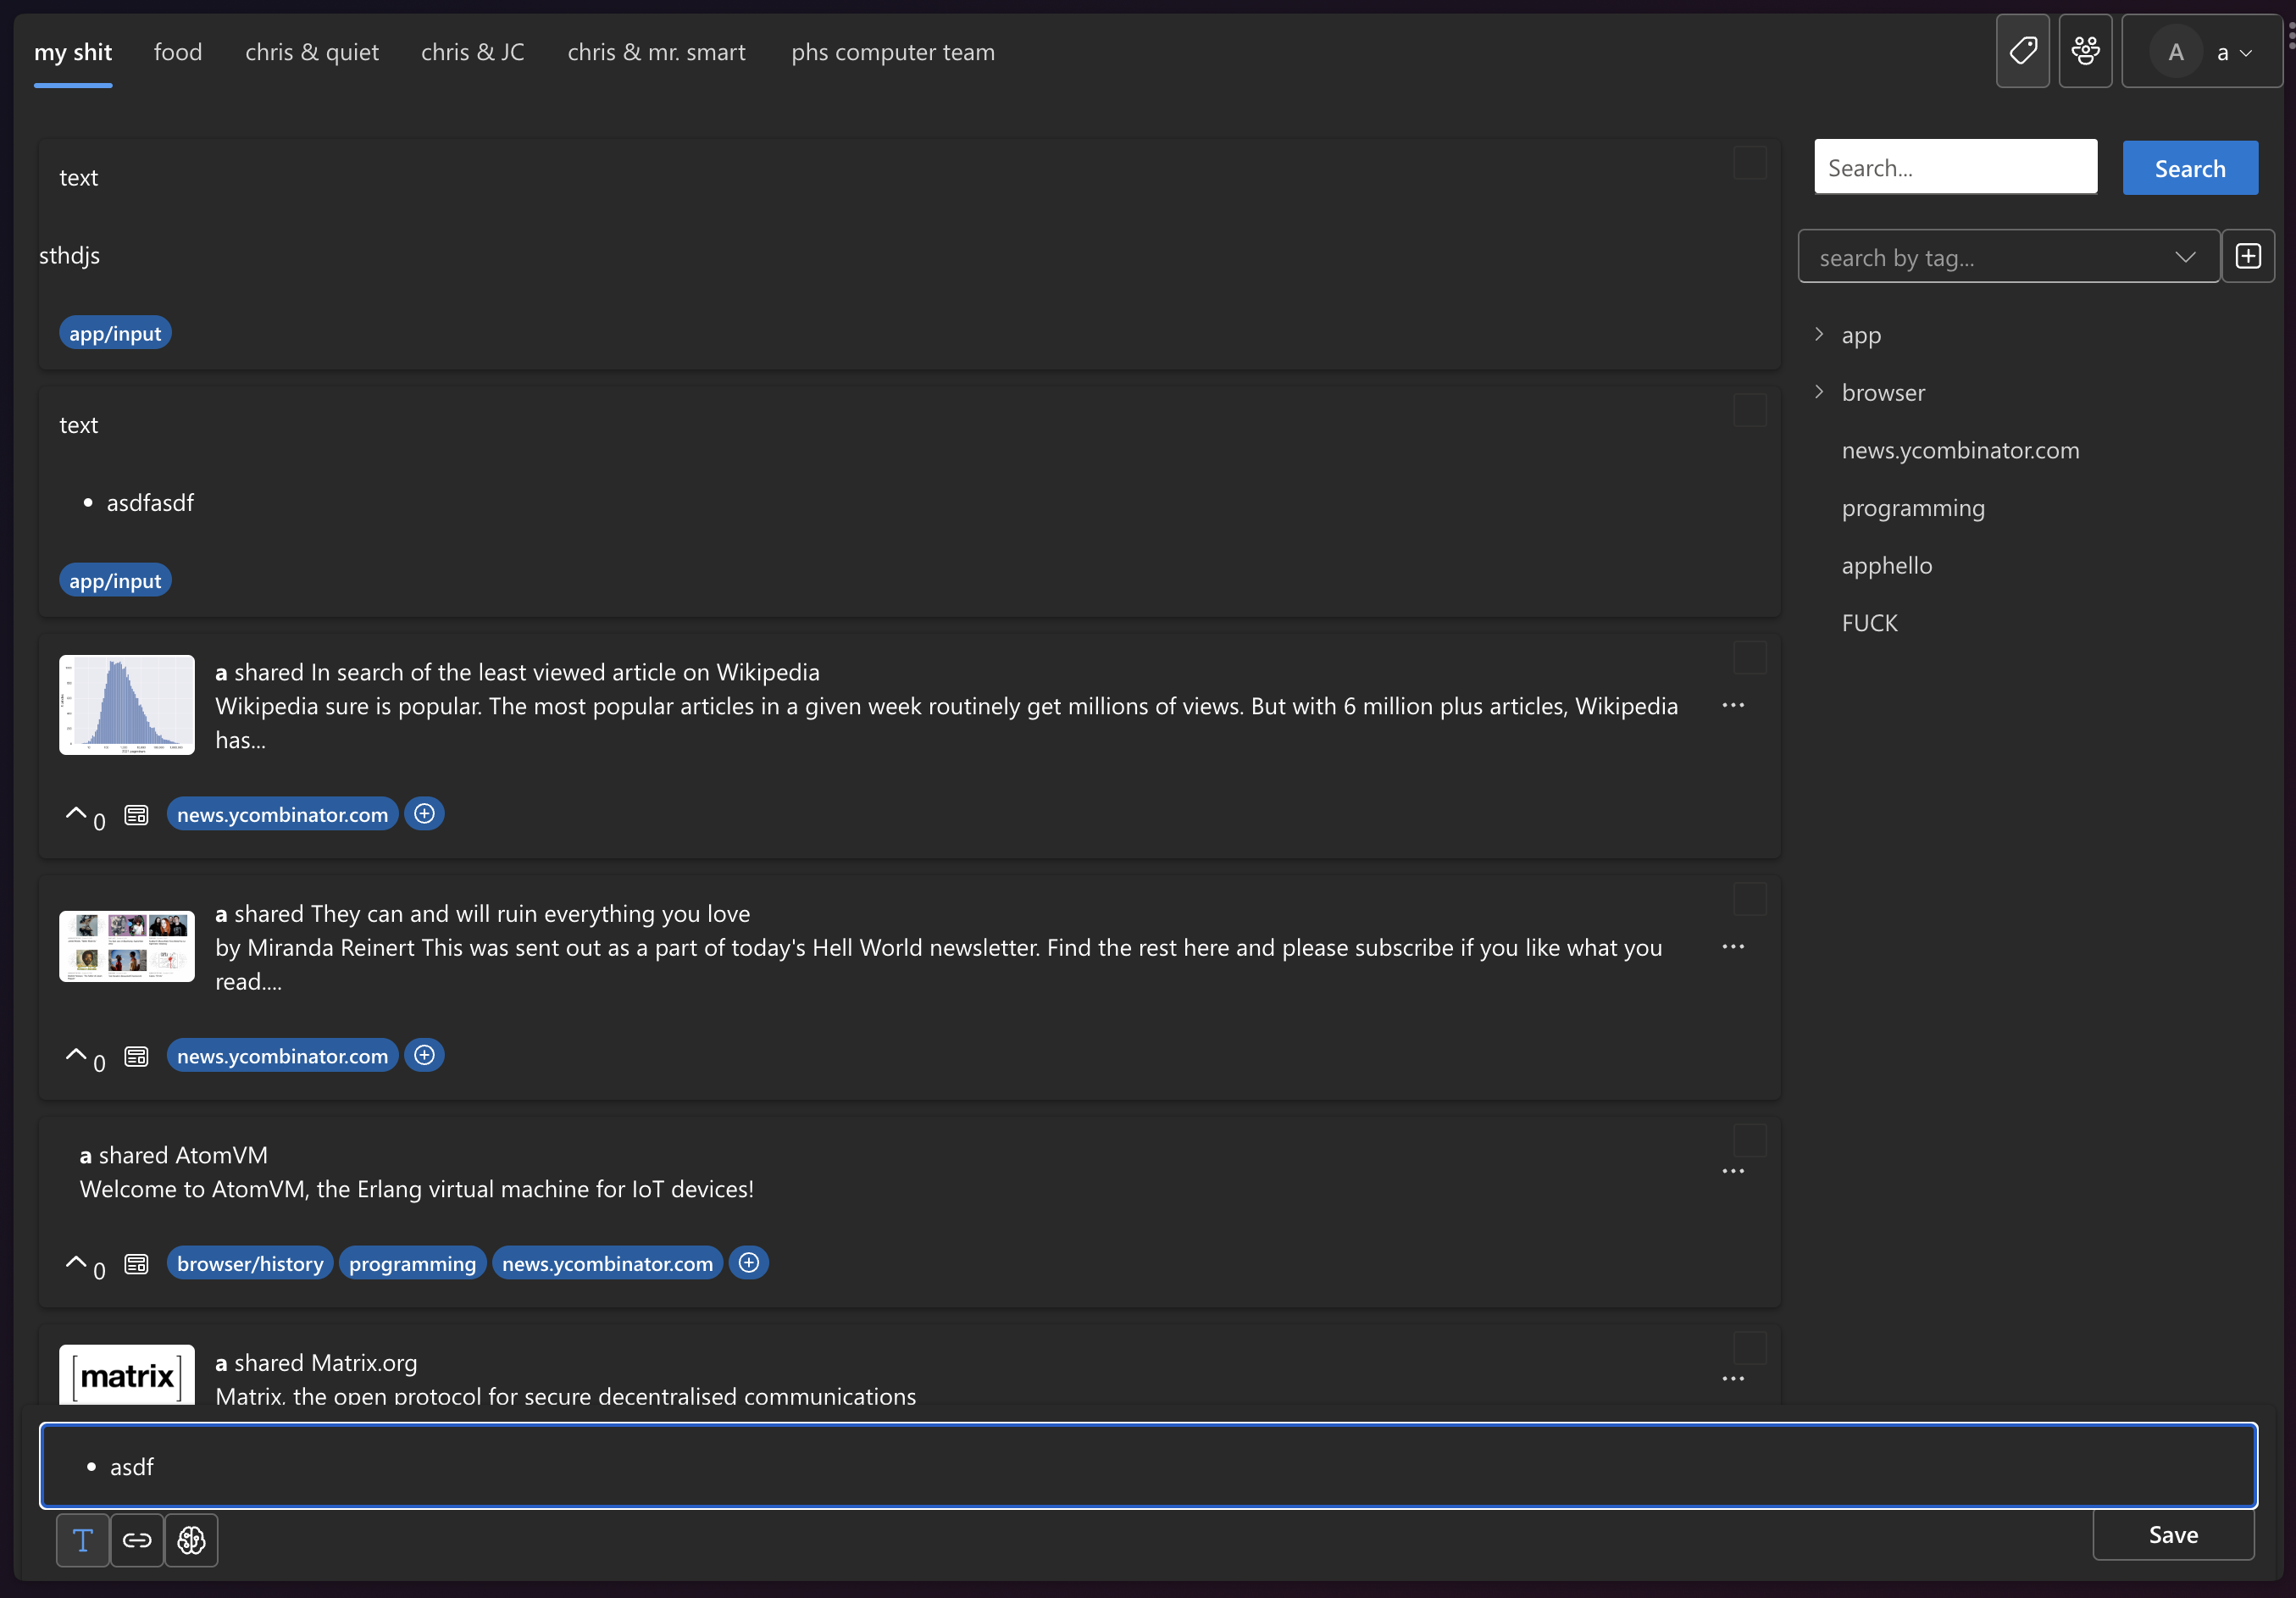 my shit food chris & quiet chris & JC chris & mr. smart phs computer team
A a
text
sthdjs
app/input
text
• asdfasdf
app/input
a shared In search of the least viewed article on Wikipedia
Wikipedia sure is popular. The most popular articles in a given week routinely get millions of views. But with 6 million plus articles, Wikipedia
has...
0 news.ycombinator.com
a shared They can and will ruin everything you love
by Miranda Reinert This was sent out as a part of today's Hell World newsletter. Find the rest here and please subscribe if you like what you
read....
0 news.ycombinator.com
a shared AtomVM
Welcome to AtomVM, the Erlang virtual machine for IoT devices!
0 browser/history programming news.ycombinator.com
[matrix]
a shared Matrix.org
Matrix, the open protocol for secure decentralised communications
Search... Search
search by tag...
app
browser
news.ycombinator.com
programming
apphello
FUCK
• asdf
T
Save